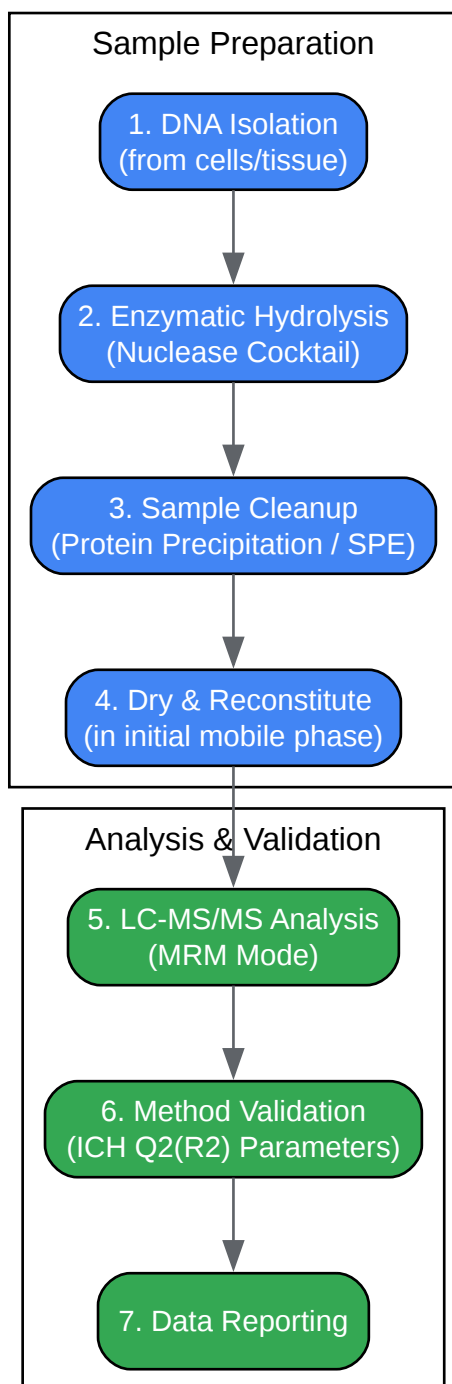 Sample Preparation
1. DNA Isolation
(from cells/tissue)
2. Enzymatic Hydrolysis
(Nuclease Cocktail)
3. Sample Cleanup
(Protein Precipitation / SPE)
4. Dry & Reconstitute
(in initial mobile phase)
Analysis & Validation
5. LC-MS/MS Analysis
(MRM Mode)
6. Method Validation
(ICH Q2(R2) Parameters)
7. Data Reporting